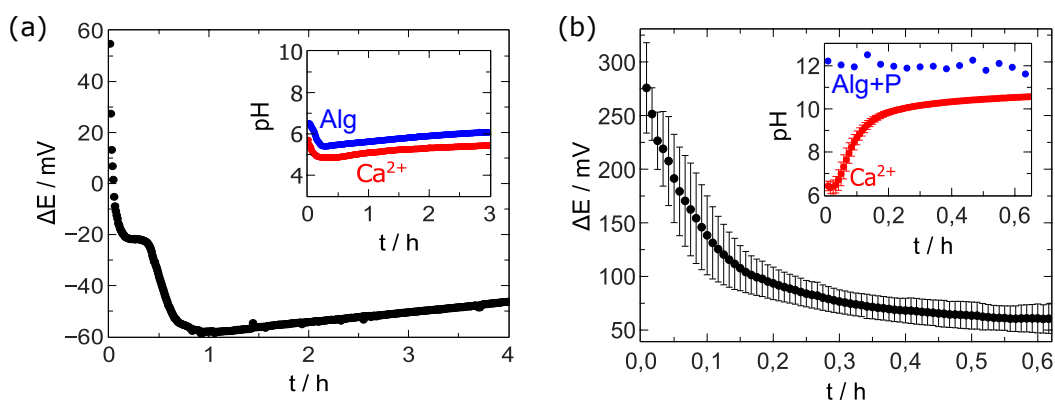 (a)
60
40
20
0
−20
−40
−60
ΔE / mV
0
1
2
3
4
t / h
10
8
6
4
pH
Alg
Ca²⁺
0
1
2
3
t / h
(b)
300
250
200
150
100
50
ΔE / mV
0,0
0,1
0,2
0,3
0,4
0,5
0,6
t / h
12
10
8
6
pH
Alg+P
Ca²⁺
0
0,2
0,4
0,6
t / h